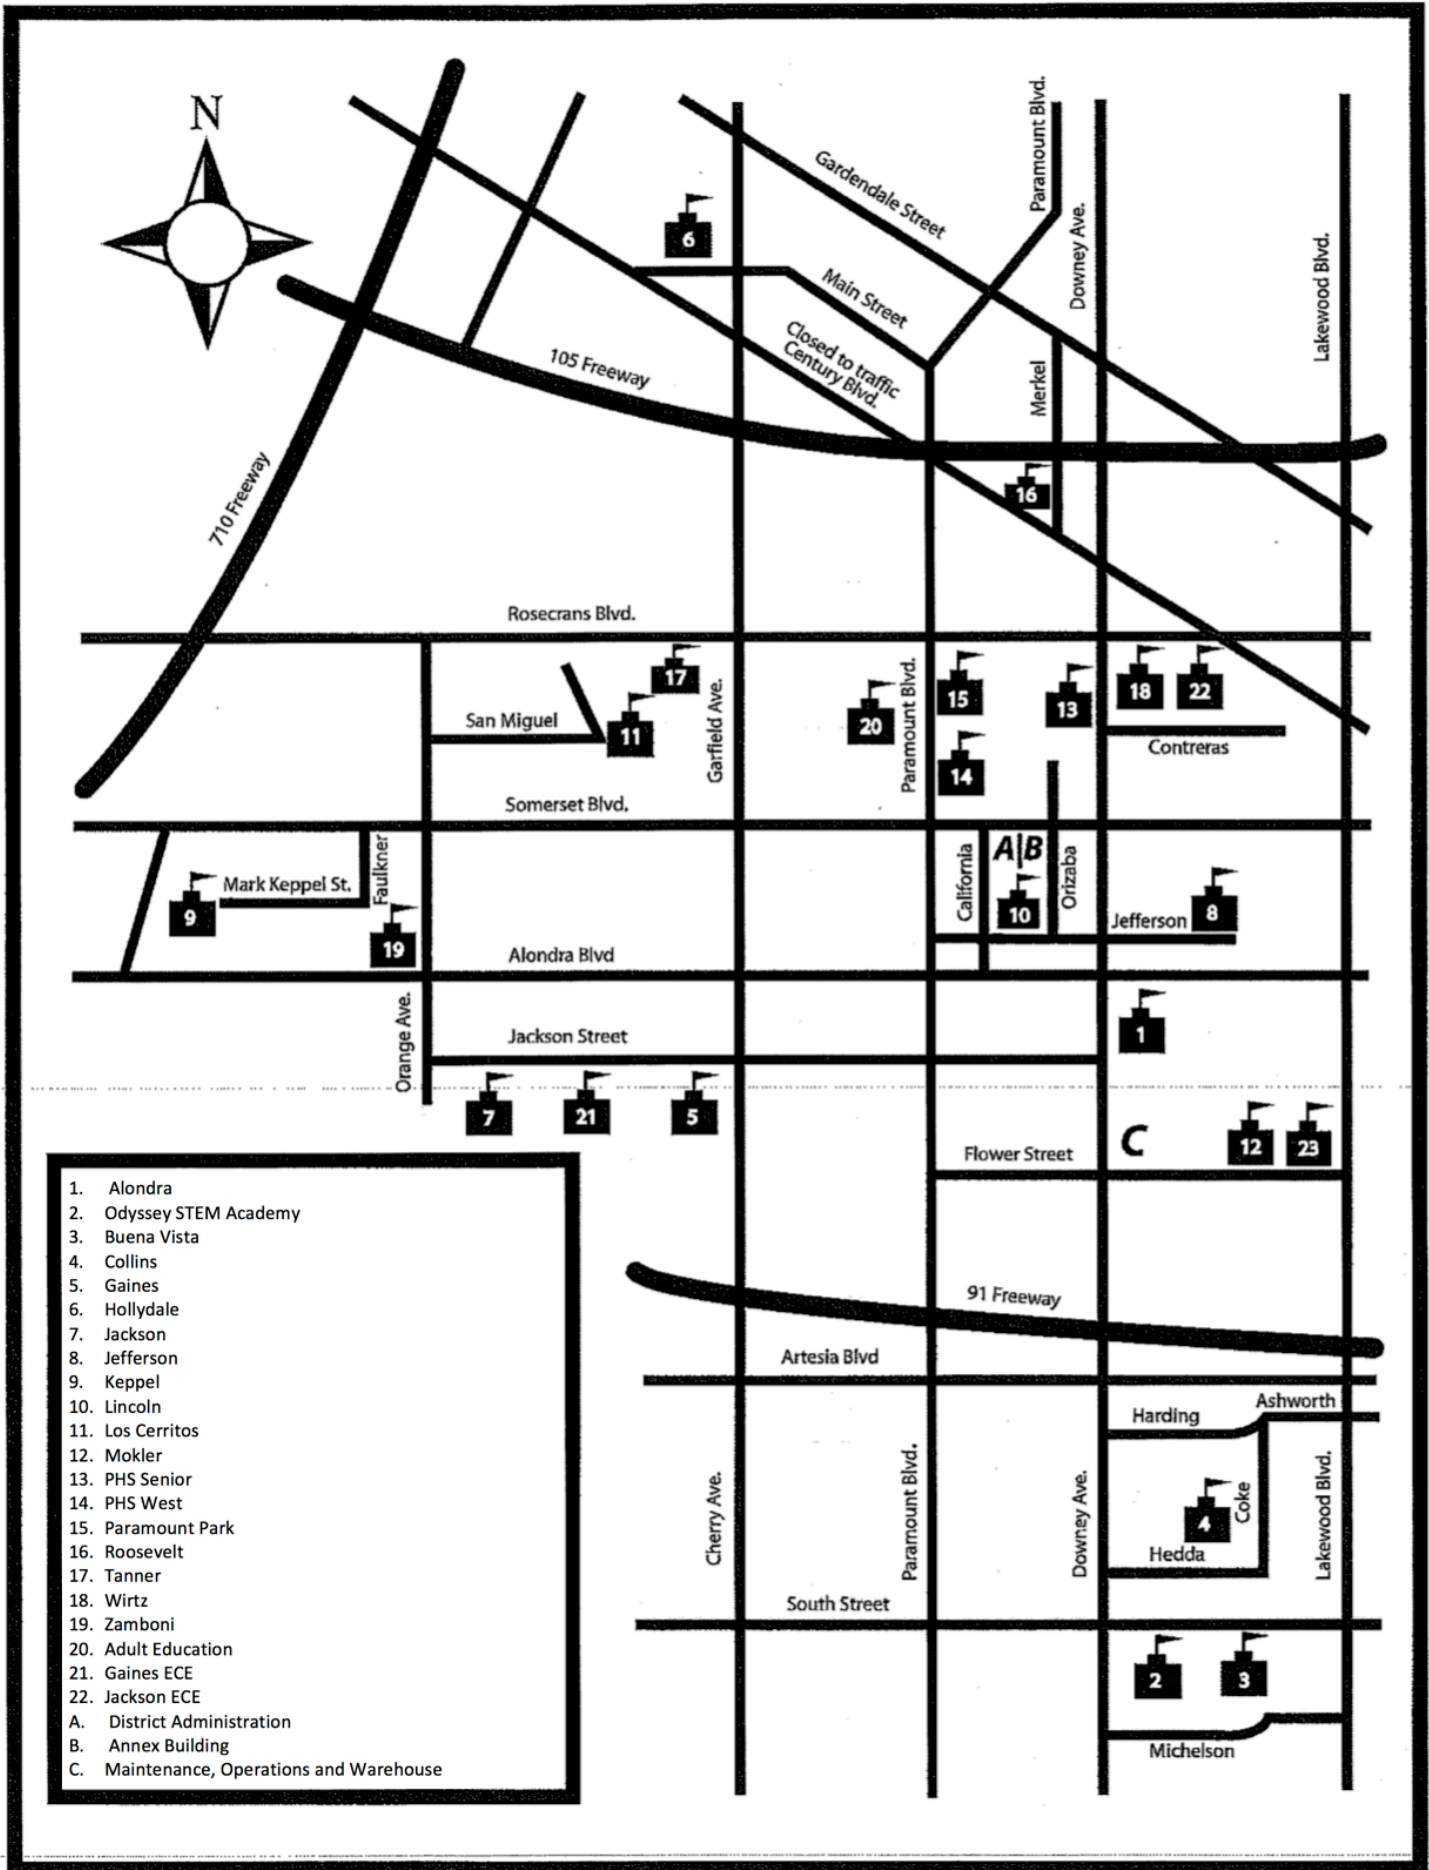 N
Paramount Blvd.
Gardendale Street
Downey Ave.
Lakewood Blvd.
6
Main Street
Closed to traffic
Century Blvd.
105 Freeway
Merkel
710 Freeway
16
Rosecrans Blvd.
17
15
18
22
13
San Miguel
11
Garfield Ave.
20
Paramount Blvd.
Contreras
14
Somerset Blvd.
A|B
Faulkner
California
Orizaba
Mark Keppel St.
9
10
Jefferson
8
19
Alondra Blvd
Orange Ave.
Jackson Street
1
7
21
5
C
12
23
Flower Street
1. Alondra
2. Odyssey STEM Academy
3. Buena Vista
4. Collins
5. Gaines
6. Hollydale
7. Jackson
8. Jefferson
9. Keppel
10. Lincoln
11. Los Cerritos
12. Mokler
13. PHS Senior
14. PHS West
15. Paramount Park
16. Roosevelt
17. Tanner
18. Wirtz
19. Zamboni
20. Adult Education
21. Gaines ECE
22. Jackson ECE
A. District Administration
B. Annex Building
C. Maintenance, Operations and Warehouse
91 Freeway
Artesia Blvd
Ashworth
Harding
Cherry Ave.
Paramount Blvd.
Downey Ave.
Coke
Lakewood Blvd.
4
Hedda
South Street
2
3
Michelson